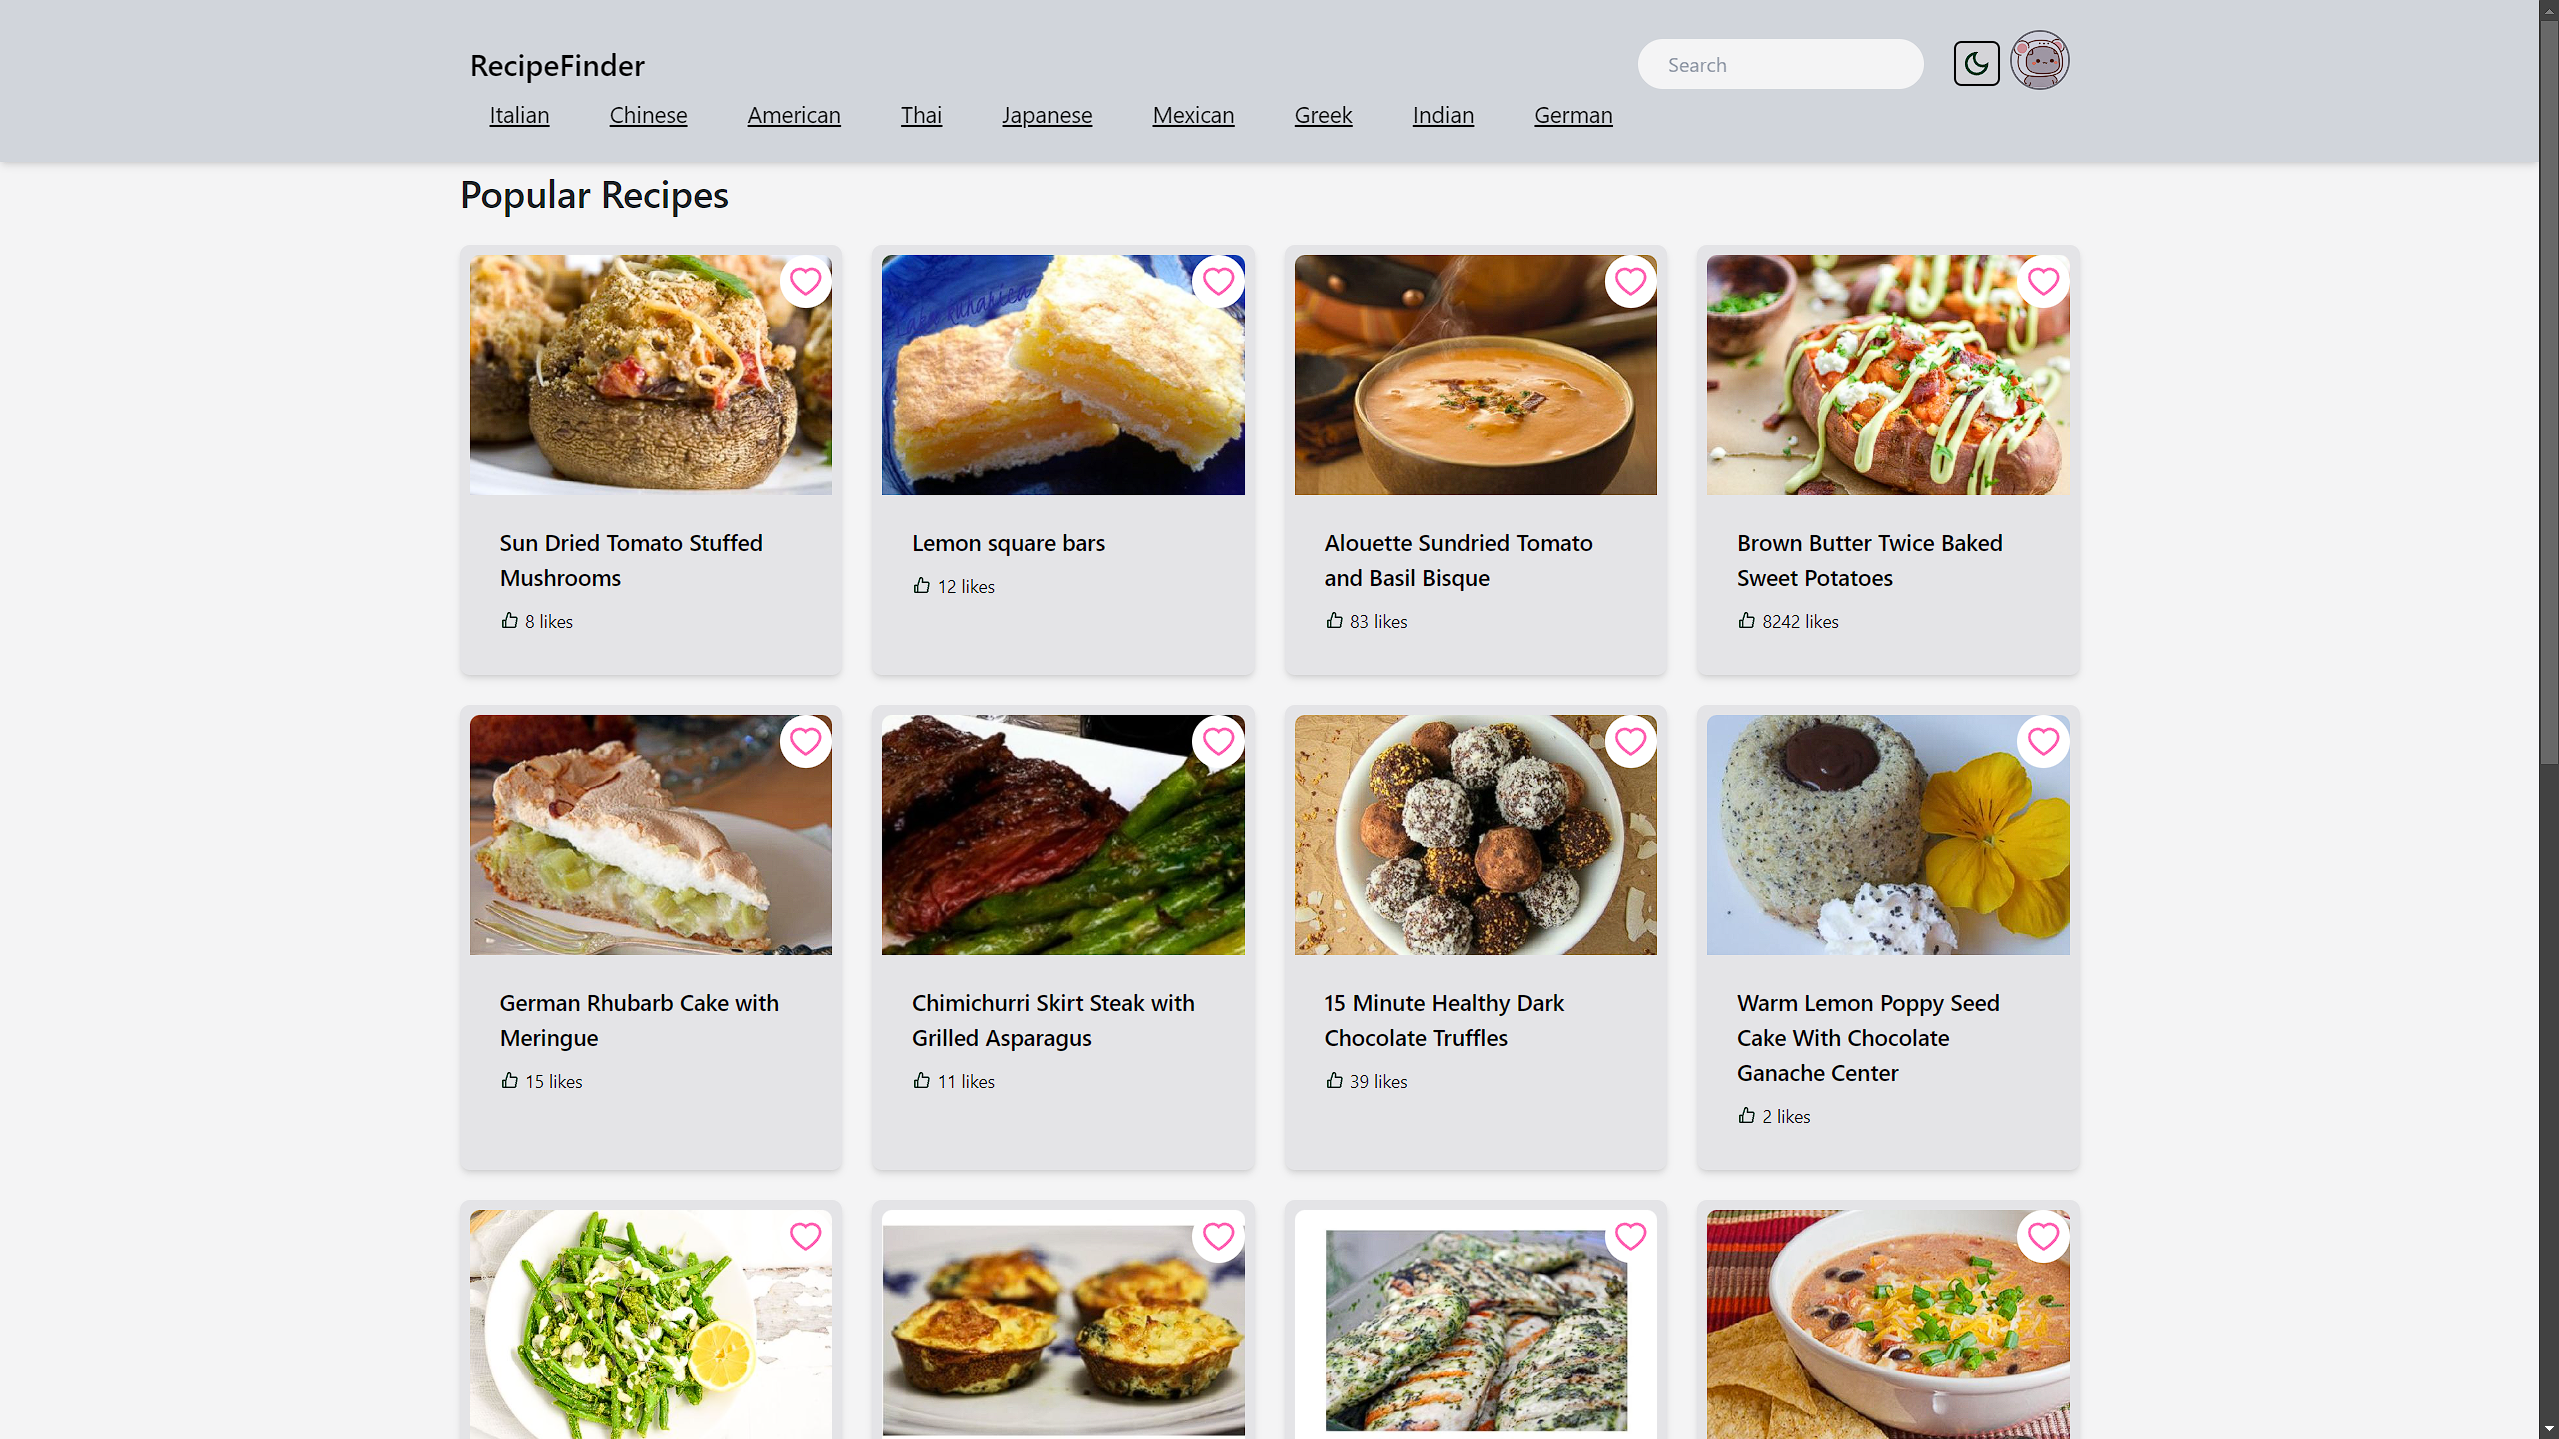 RecipeFinder
Search
Italian
Chinese
American
Thai
Japanese
Mexican
Greek
Indian
German
Popular Recipes
Sun Dried Tomato Stuffed
Mushrooms
8 likes
Lemon square bars
12 likes
Alouette Sundried Tomato
and Basil Bisque
83 likes
Brown Butter Twice Baked
Sweet Potatoes
8242 likes
German Rhubarb Cake with
Meringue
15 likes
Chimichurri Skirt Steak with
Grilled Asparagus
11 likes
15 Minute Healthy Dark
Chocolate Truffles
39 likes
Warm Lemon Poppy Seed
Cake With Chocolate
Ganache Center
2 likes